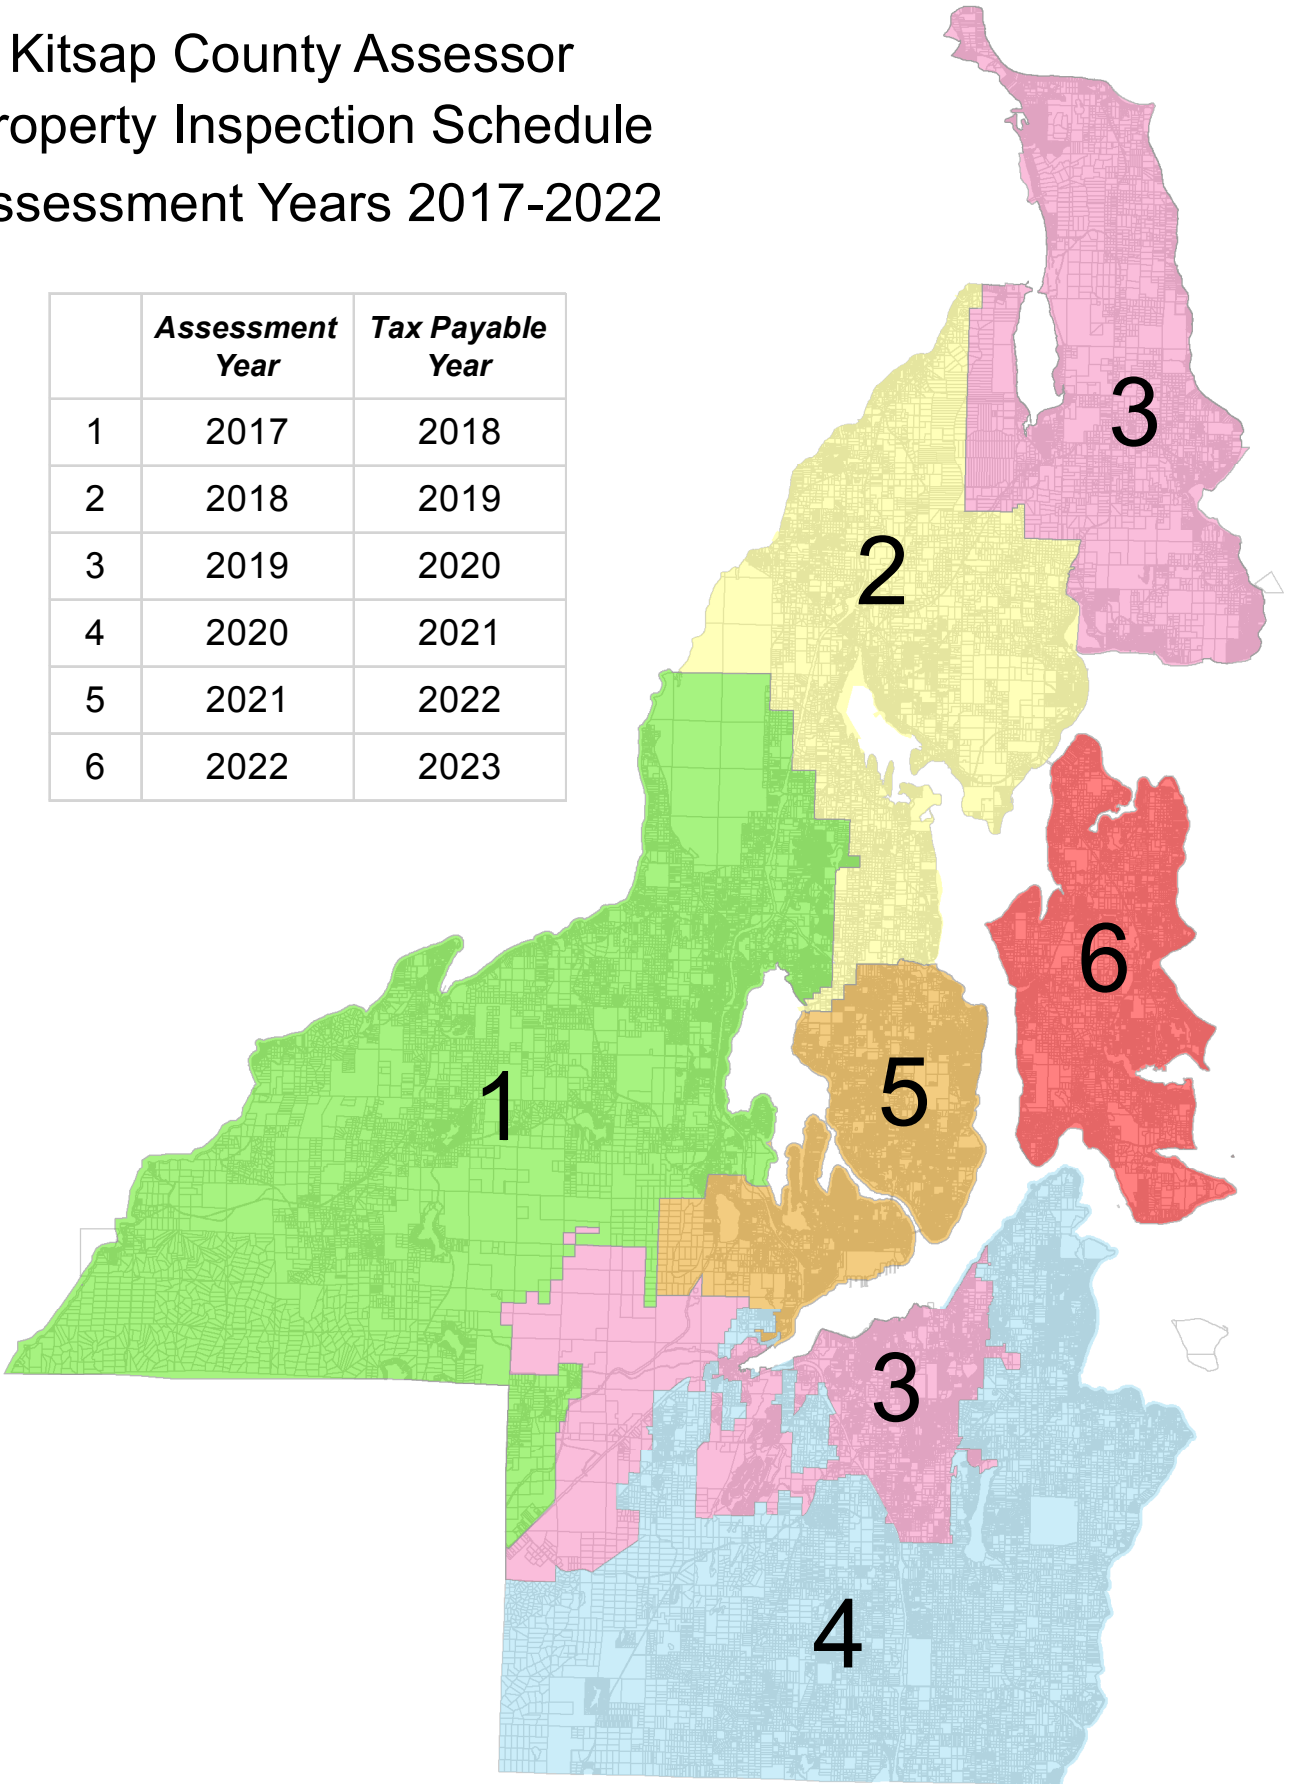 Kitsap County Assessor
roperty Inspection Schedule
ssessment Years 2017-2022
Assessment Year Tax Payable Year
1 2017 2018
2 2018 2019
3 2019 2020
4 2020 2021
5 2021 2022
6 2022 2023
3
2
6
1
5
3
4